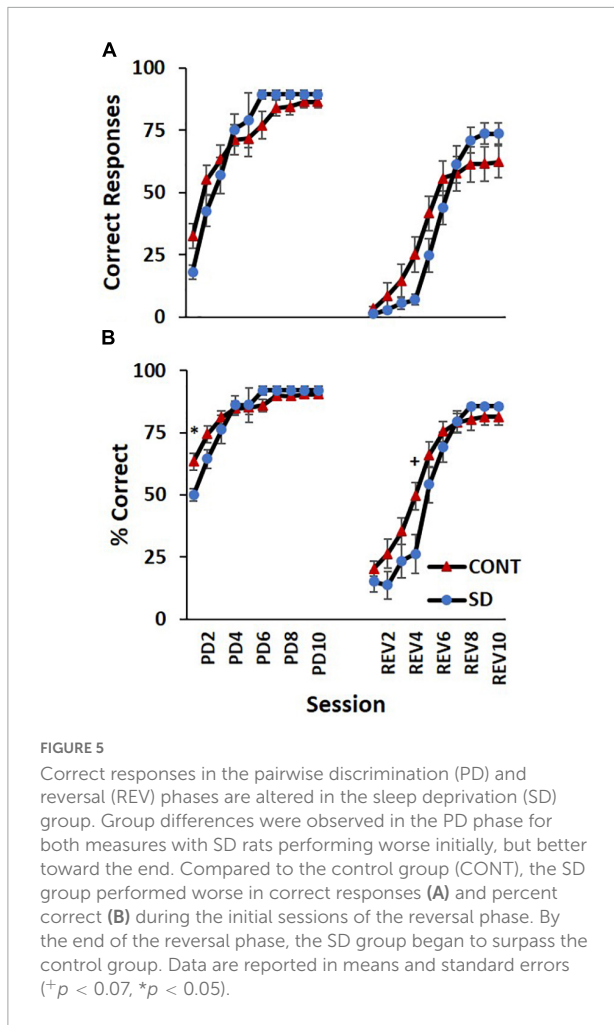 A
100
75
50
25
0
Correct Responses
B
100
75
50
25
0
% Correct
*
+
CONT
SD
PD2
PD4
PD6
PD8
PD10
REV2
REV4
REV6
REV8
REV10
Session
FIGURE 5
Correct responses in the pairwise discrimination (PD) and
reversal (REV) phases are altered in the sleep deprivation (SD)
group. Group differences were observed in the PD phase for
both measures with SD rats performing worse initially, but better
toward the end. Compared to the control group (CONT), the SD
group performed worse in correct responses (A) and percent
correct (B) during the initial sessions of the reversal phase. By
the end of the reversal phase, the SD group began to surpass the
control group. Data are reported in means and standard errors
(⁺p < 0.07, *p < 0.05).